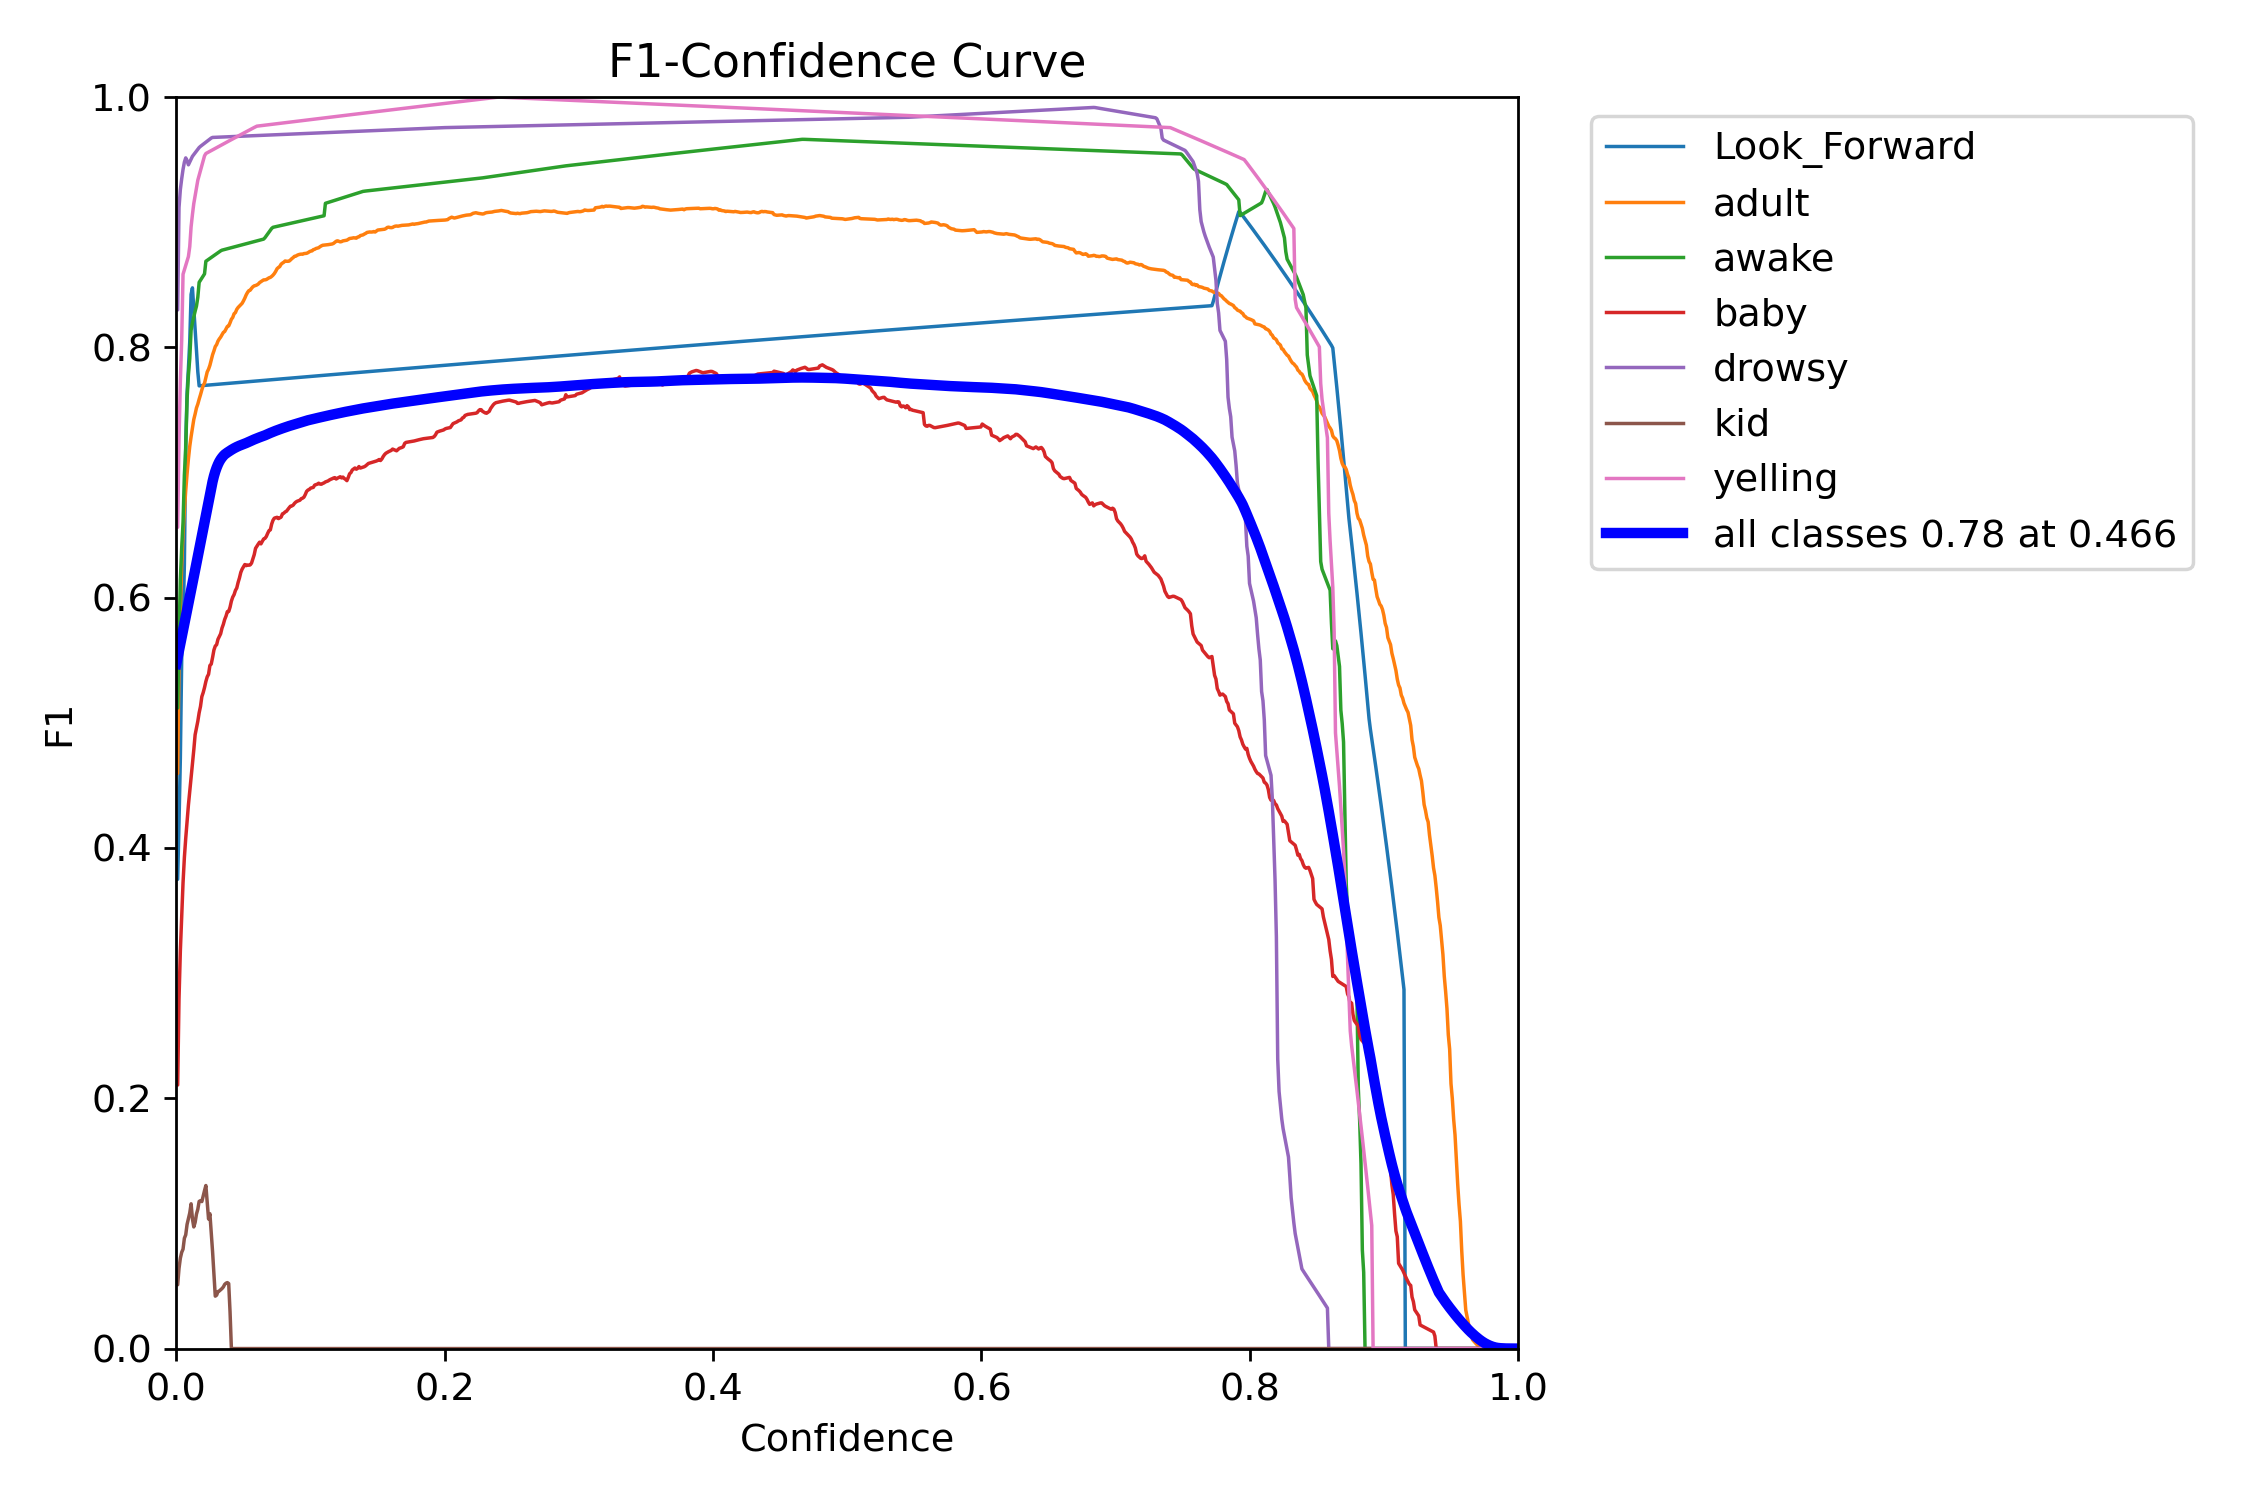 F1-Confidence Curve
1.0
0.8
0.6
0.4
0.2
0.0
F1
0.0 0.2 0.4 0.6 0.8 1.0
Confidence
Look_Forward
adult
awake
baby
drowsy
kid
yelling
all classes 0.78 at 0.466